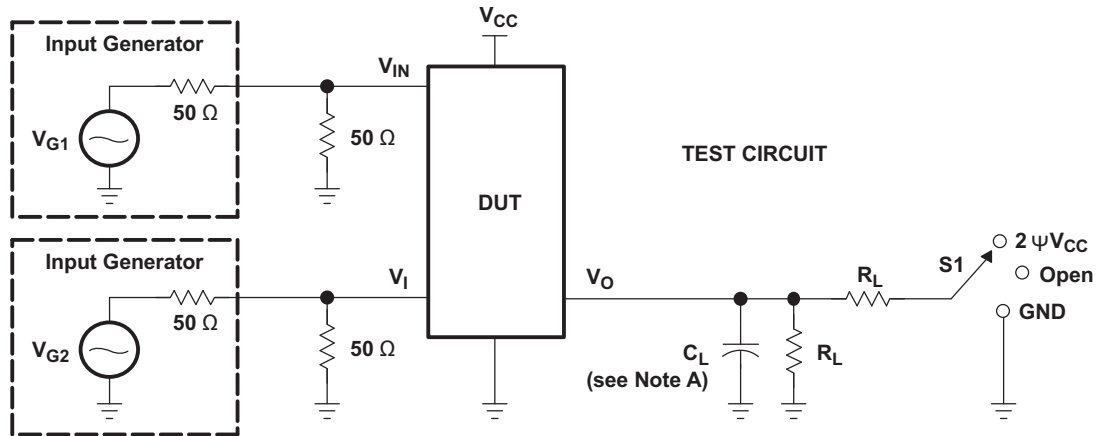 Input Generator
50 Ω
VG1
VIN
50 Ω
VCC
DUT
TEST CIRCUIT
Input Generator
50 Ω
VG2
VI
50 Ω
VO
CL
(see Note A)
RL
RL
S1
2 ΨVCC
Open
GND